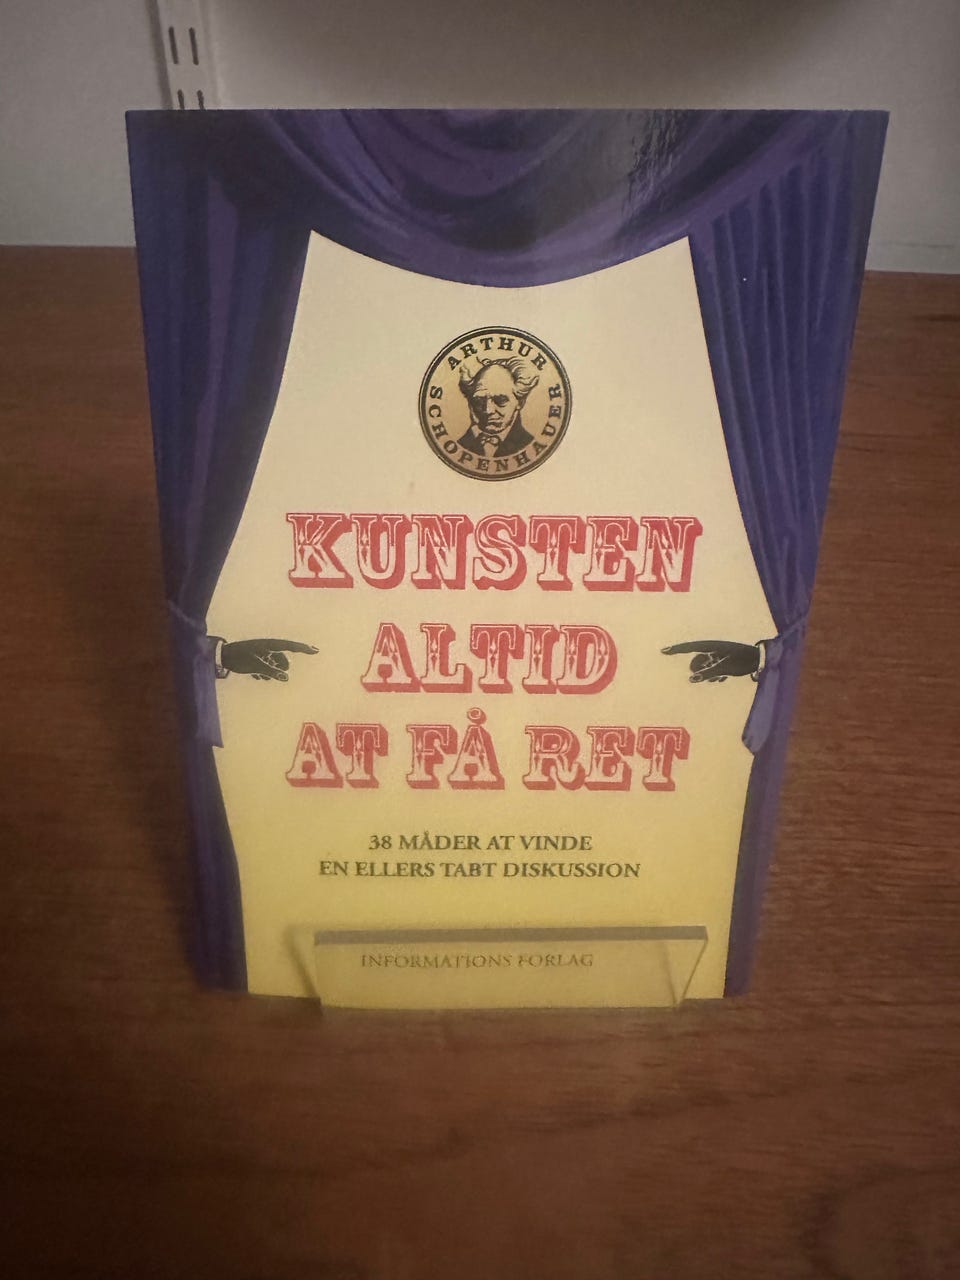 ARTHUR
SCHOPENHAUER
KUNSTEN
ALTID
AT FÅ RET
38 MÅDER AT VINDE
EN ELLERS TABT DISKUSSION
INFORMATIONS FORLAG